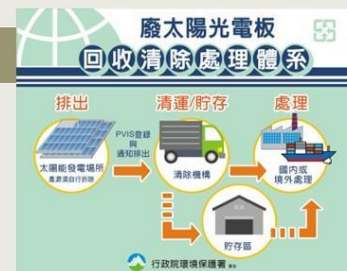 廢太陽光電板
回收清除處理體系
排出
清運/貯存
處理
PVIS登錄
與
通知排出
太陽能發電場所
清除機構
國內或
境外處理
貯存區
行政院環境保護署